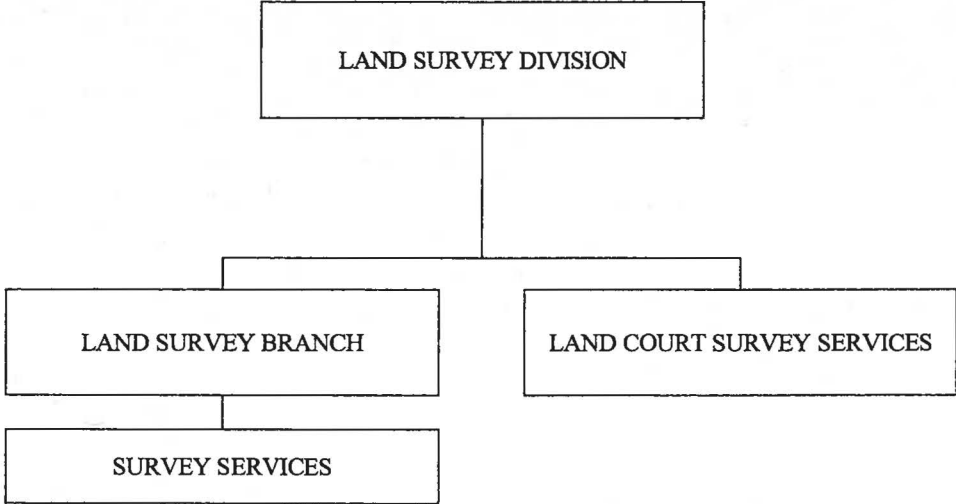 LAND SURVEY DIVISION
LAND SURVEY BRANCH
LAND COURT SURVEY SERVICES
SURVEY SERVICES